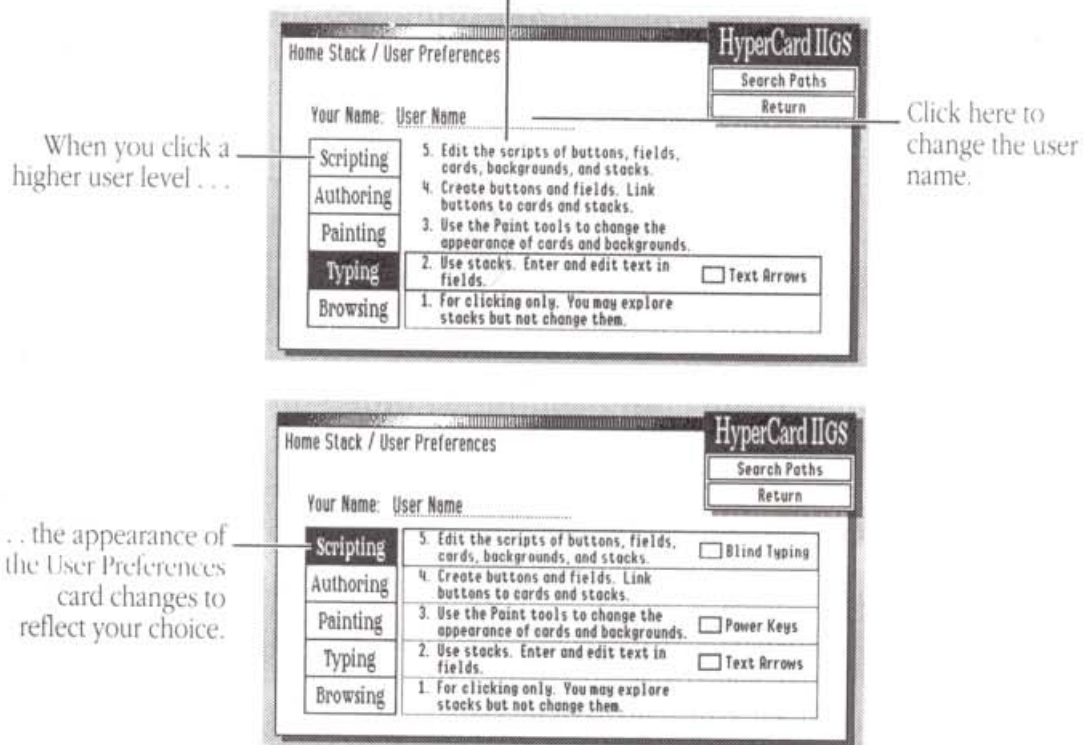 Home Stack / User Preferences
HyperCard IIGS
Search Paths
Return
Your Name: User Name
Click here to
change the user
name.
When you click a
higher user level . . .
Scripting
5. Edit the scripts of buttons, fields,
cards, backgrounds, and stacks.
Authoring
4. Create buttons and fields. Link
buttons to cards and stacks.
Painting
3. Use the Paint tools to change the
appearance of cards and backgrounds.
Typing
2. Use stacks. Enter and edit text in
fields.
Text Arrows
Browsing
1. For clicking only. You may explore
stacks but not change them.
Home Stack / User Preferences
HyperCard IIGS
Search Paths
Return
Your Name: User Name
. . the appearance of
the User Preferences
card changes to
reflect your choice.
Scripting
5. Edit the scripts of buttons, fields,
cards, backgrounds, and stacks.
Blind Typing
Authoring
4. Create buttons and fields. Link
buttons to cards and stacks.
Painting
3. Use the Paint tools to change the
appearance of cards and backgrounds.
Power Keys
Typing
2. Use stacks. Enter and edit text in
fields.
Text Arrows
Browsing
1. For clicking only. You may explore
stacks but not change them.